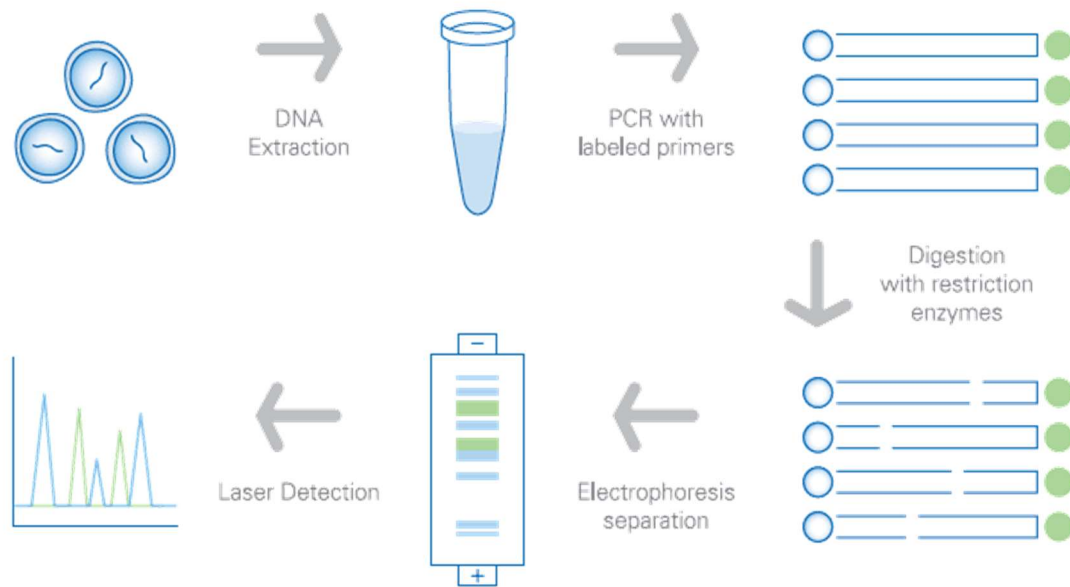 DNA
Extraction
PCR with
labeled primers
Digestion
with restriction
enzymes
Electrophoresis
separation
Laser Detection
−
+